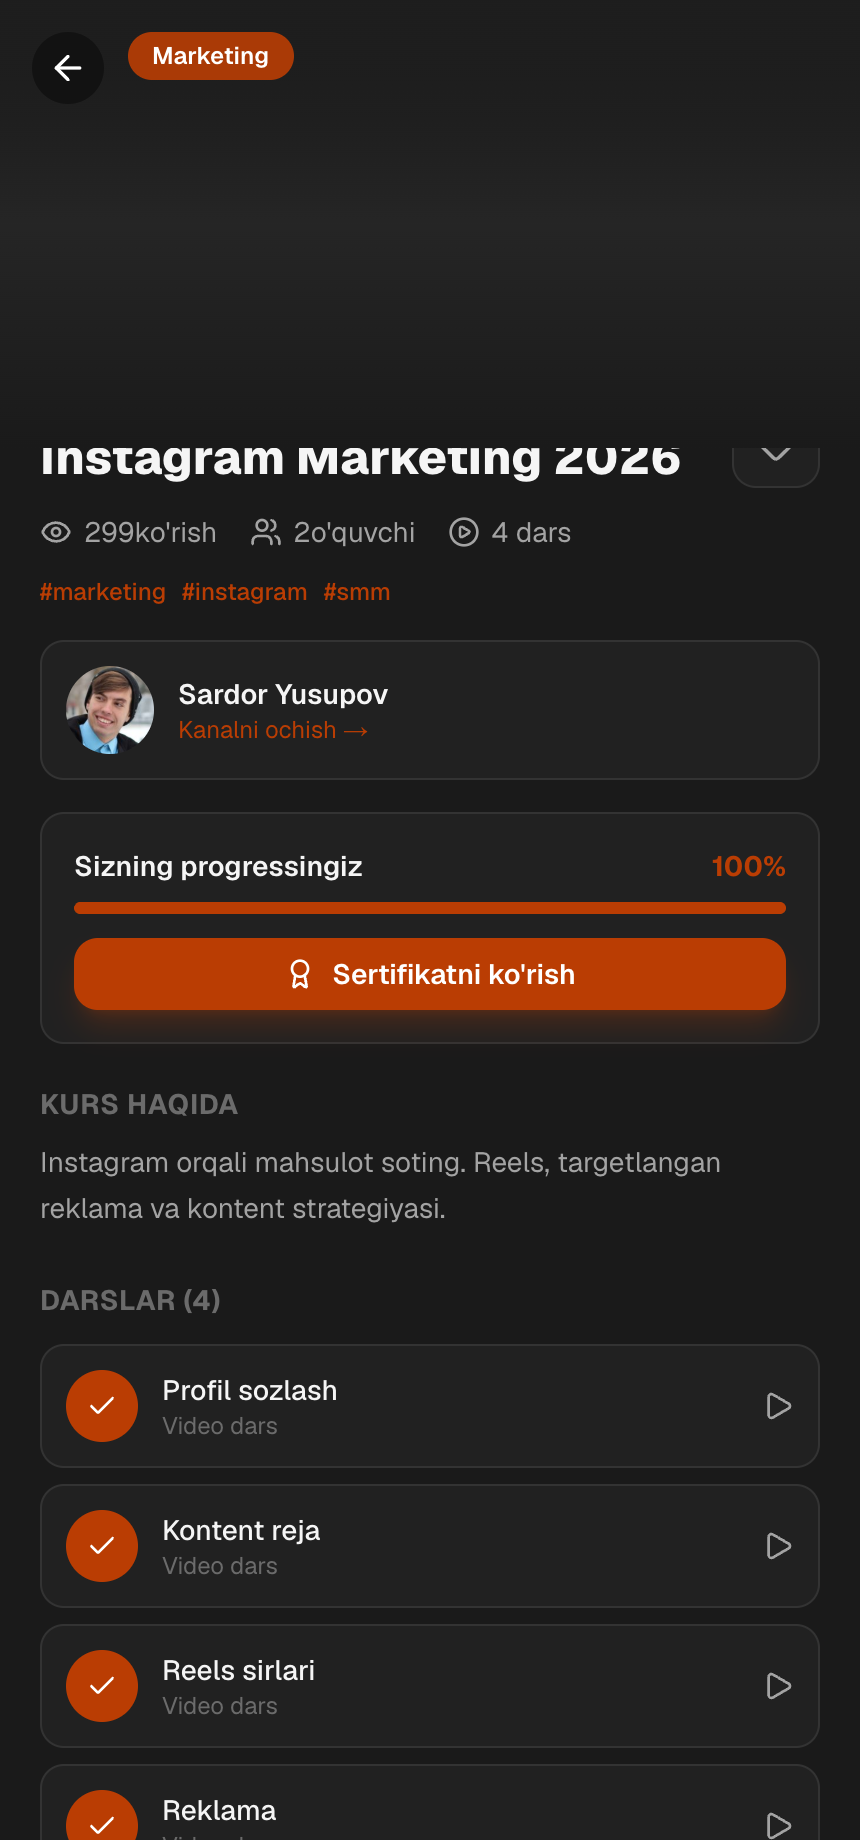 Marketing
Instagram Marketing 2026
299ko'rish 2o'quvchi 4 dars
#marketing #instagram #smm
Sardor Yusupov
Kanalni ochish →
Sizning progressingiz 100%
Sertifikatni ko'rish
KURS HAQIDA
Instagram orqali mahsulot soting. Reels, targetlangan
reklama va kontent strategiyasi.
DARSLAR (4)
Profil sozlash
Video dars
Kontent reja
Video dars
Reels sirlari
Video dars
Reklama